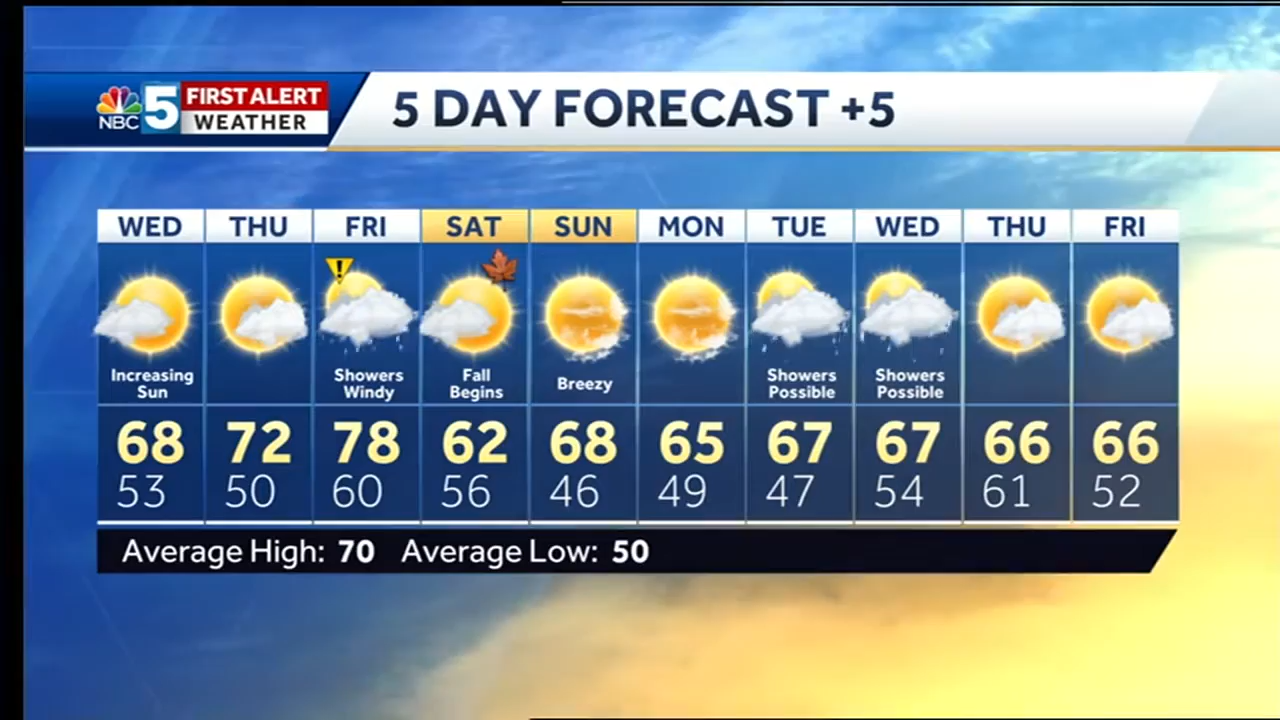 NBC 5 FIRST ALERT WEATHER
5 DAY FORECAST +5
WED THU FRI SAT SUN MON TUE WED THU FRI
!
Increasing Sun
Showers Windy
Fall Begins
Breezy
Showers Possible
Showers Possible
68 72 78 62 68 65 67 67 66 66
53 50 60 56 46 49 47 54 61 52
Average High: 70 Average Low: 50